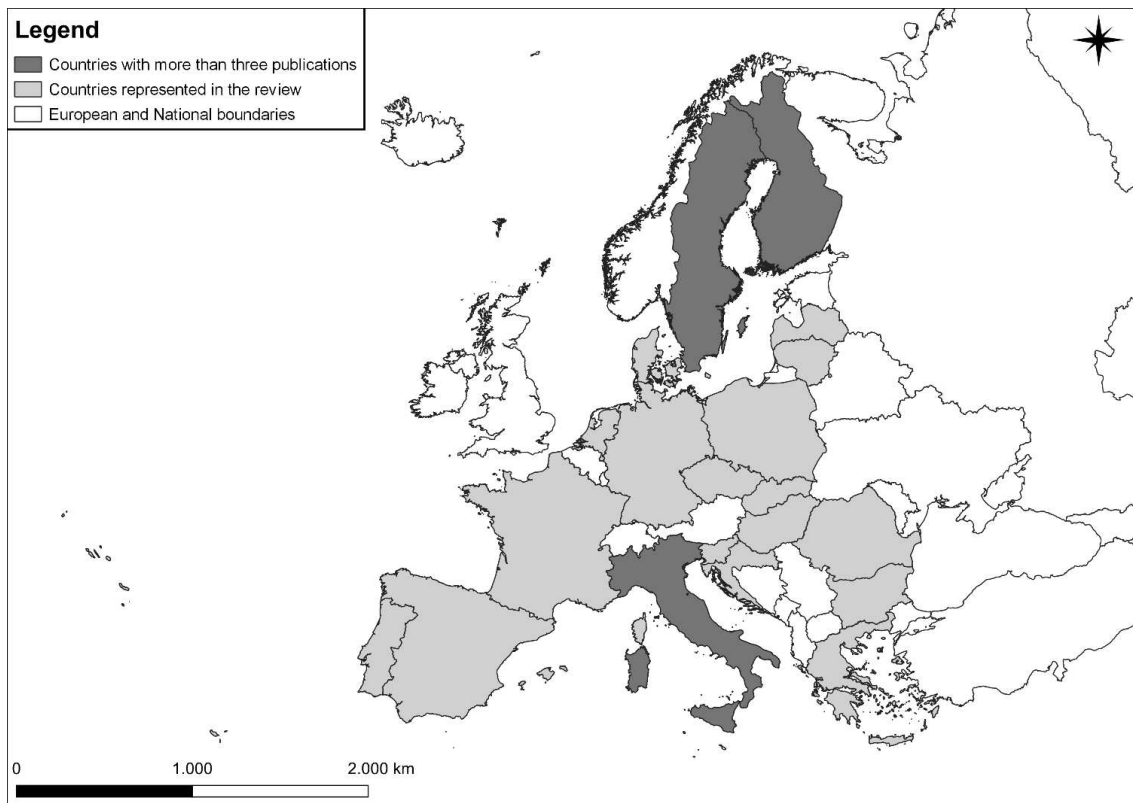 Legend
Countries with more than three publications
Countries represented in the review
European and National boundaries
0 1.000 2.000 km